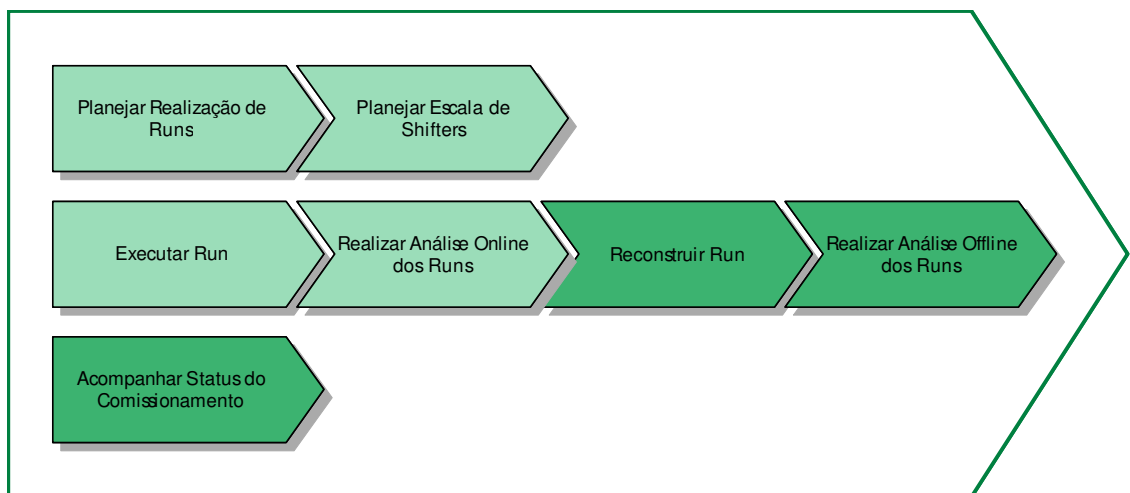 Planejar Realização de
Runs
Planejar Escala de
Shifters
Executar Run
Realizar Análise Online
dos Runs
Reconstruir Run
Realizar Análise Offline
dos Runs
Acompanhar Status do
Comissionamento